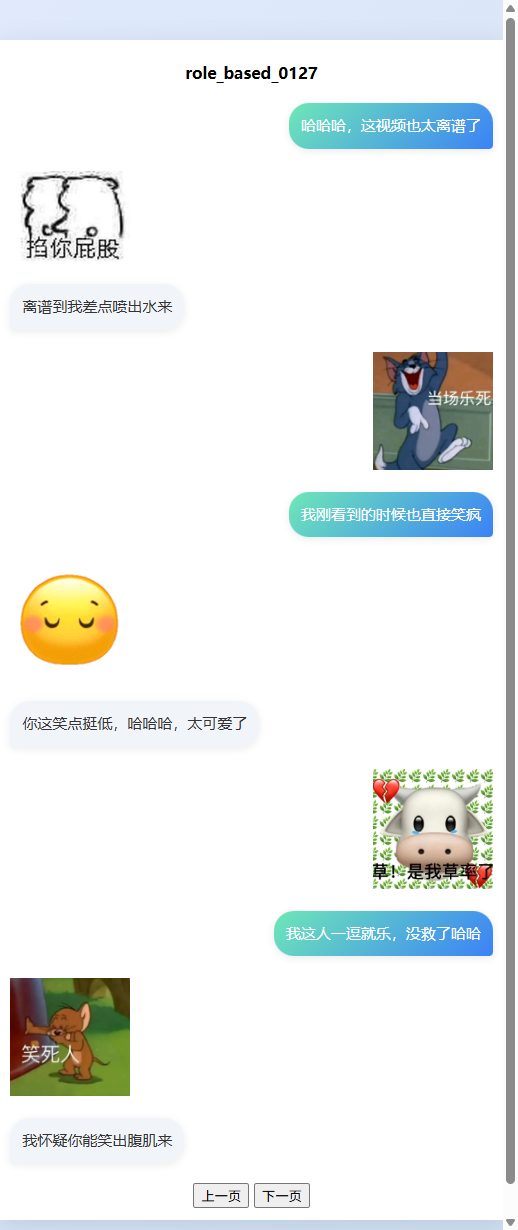 role_based_0127
哈哈哈，这视频也太离谱了
掐你屁股
离谱到我差点喷出水来
当场乐死
我刚看到的时候也直接笑疯
你这笑点挺低，哈哈哈，太可爱了
草！是我草率了
我这人一逗就乐，没救了哈哈
笑死人
我怀疑你能笑出腹肌来
上一页 下一页